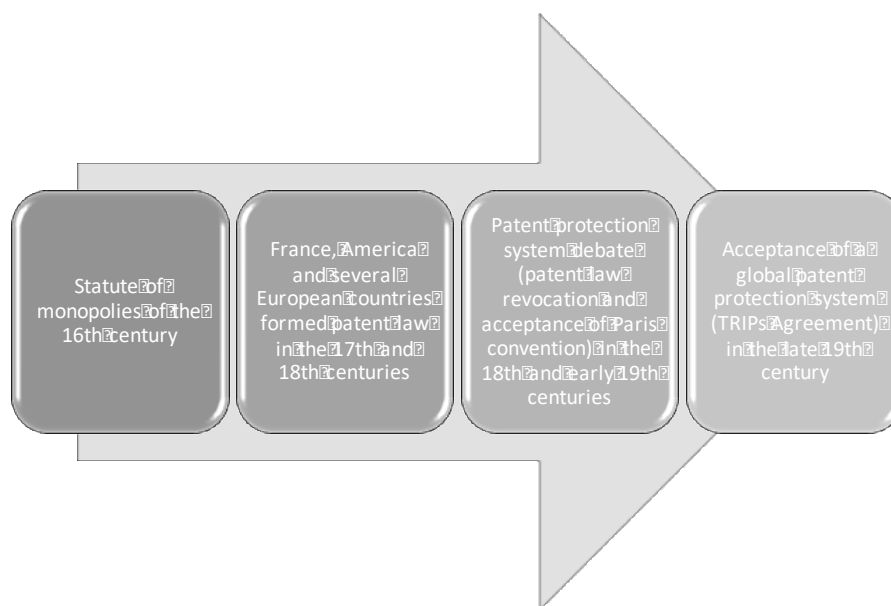 Statute of
monopolies of the
16th century
France, America
and several
European countries
formed patent law
in the 17th and
18th centuries
Patent protection
system debate
(patent law
revocation and
acceptance of Paris
convention) in the
18th and early 19th
centuries
Acceptance of a
global patent
protection system
(TRIPs Agreement)
in the late 19th
century